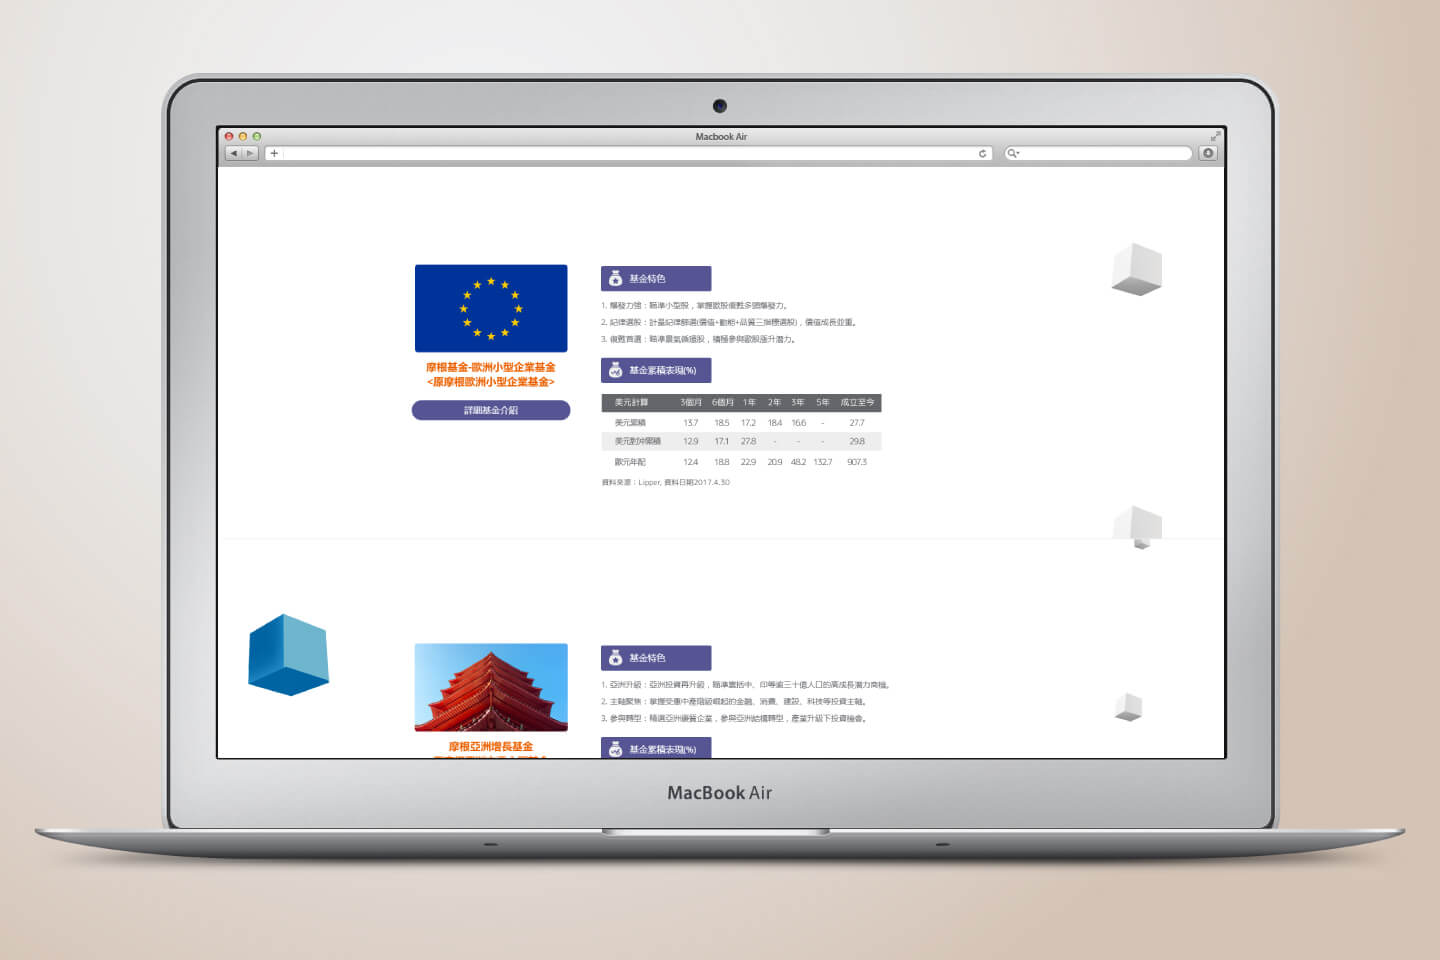 Macbook Air
基金特色
1. 爆發力強：瞄準小型股，掌握歐股復甦多頭爆發力。
2. 紀律選股：計量紀律篩選(價值+動能+品質三指標選股)，價值成長並重。
3. 復甦首選：瞄準景氣循環股，積極參與歐股漲升潛力。
摩根基金-歐洲小型企業基金
<原摩根歐洲小型企業基金>
詳細基金介紹
基金累積表現(%)
美元計算 3個月 6個月 1年 2年 3年 5年 成立至今
美元累積 13.7 18.5 17.2 18.4 16.6 - 27.7
美元對沖累積 12.9 17.1 27.8 - - - 29.8
歐元年配 12.4 18.8 22.9 20.9 48.2 132.7 907.3
資料來源：Lipper, 資料日期2017.4.30
基金特色
1. 亞洲升級：亞洲投資再升級，瞄準囊括中、印等逾三十億人口的高成長潛力商機。
2. 主軸聚焦：掌握受惠中產階級崛起的金融、消費、建設、科技等投資主軸。
3. 參與轉型：精選亞洲優質企業，參與亞洲結構轉型，產業升級下投資機會。
摩根亞洲增長基金
基金累積表現(%)
MacBook Air